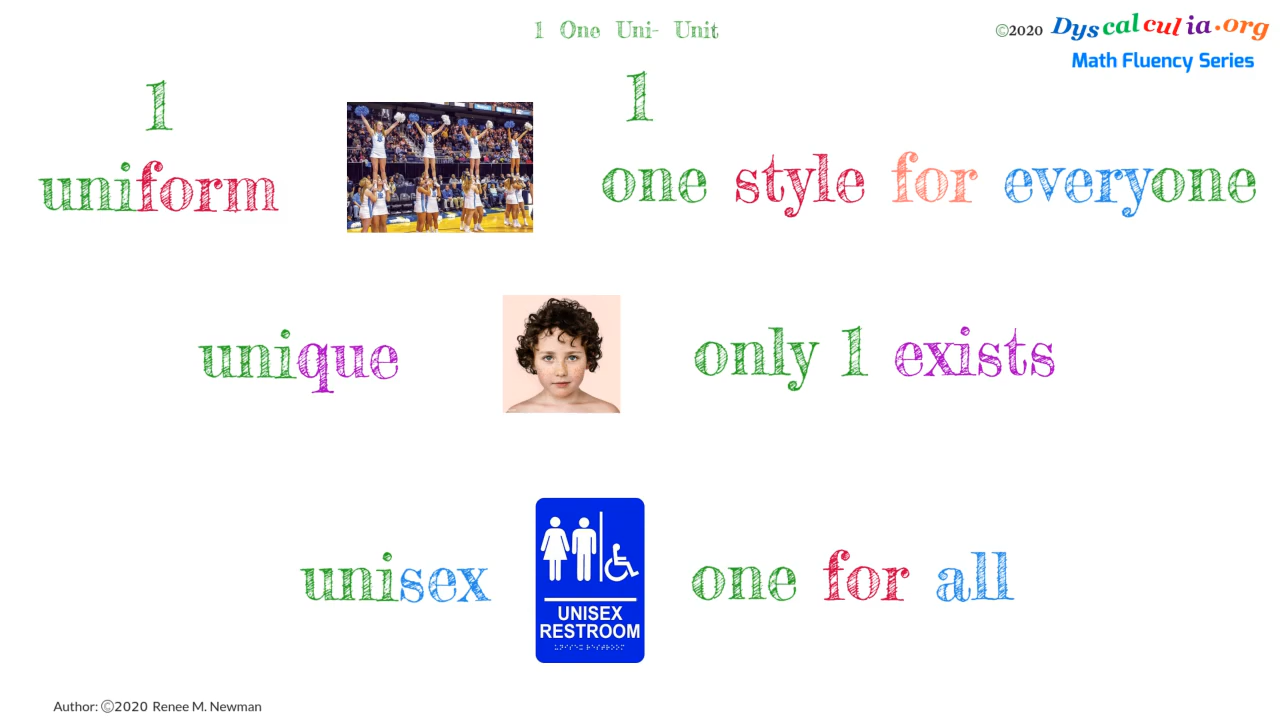 1 One Uni- Unit
©2020 Dyscalculia.org
Math Fluency Series
1
uniform
1
one style for everyone
unique
only 1 exists
unisex
UNISEX
RESTROOM
one for all
Author: ©2020 Renee M. Newman